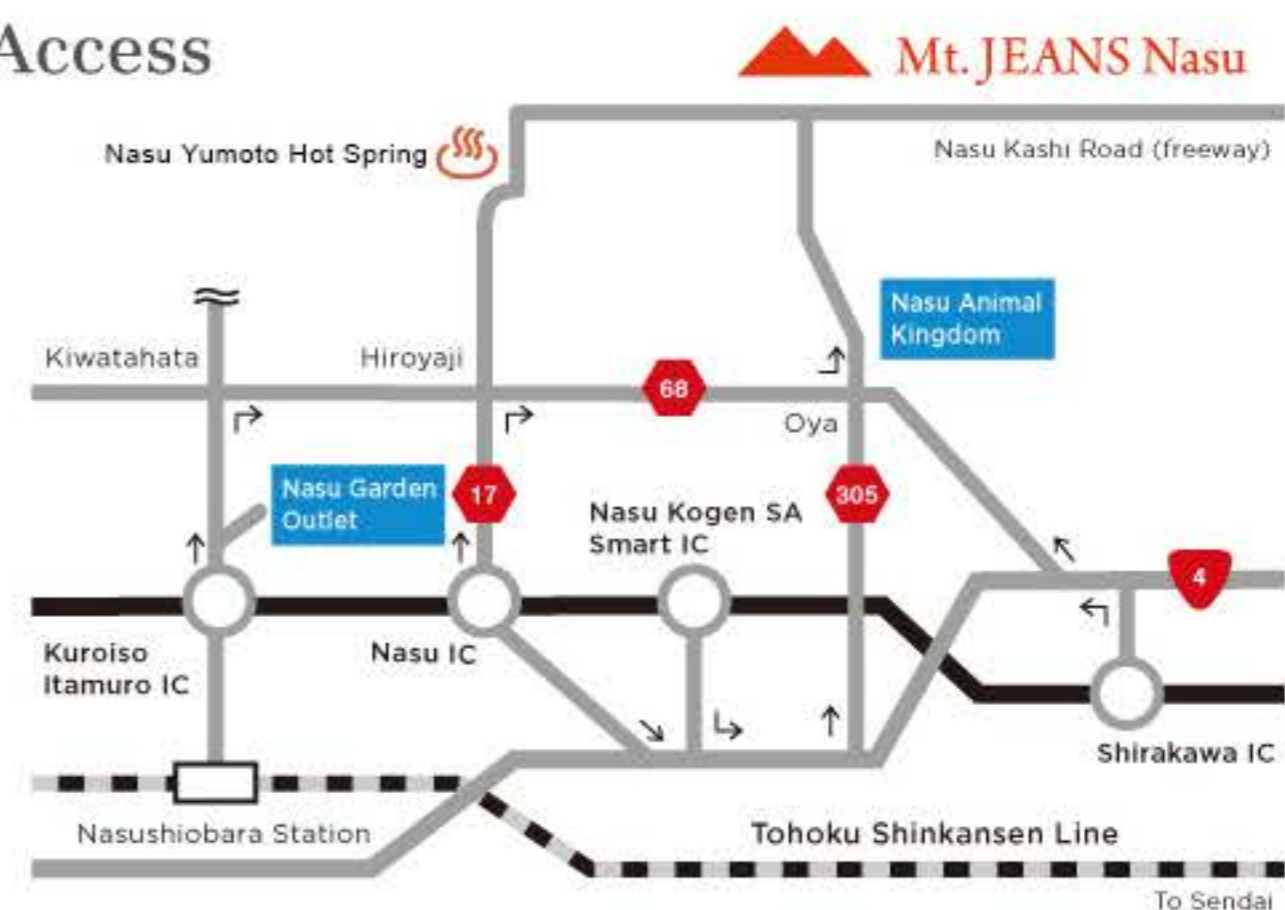 Access
Mt. JEANS Nasu
Nasu Yumoto Hot Spring
Nasu Kashi Road (freeway)
Nasu Animal
Kingdom
Kiwatahata
Hiroyaji
68
Oya
Nasu Garden
Outlet
17
305
Nasu Kogen SA
Smart IC
4
Kuroiso
Itamuro IC
Nasu IC
Shirakawa IC
Nasushiobara Station
Tohoku Shinkansen Line
To Sendai